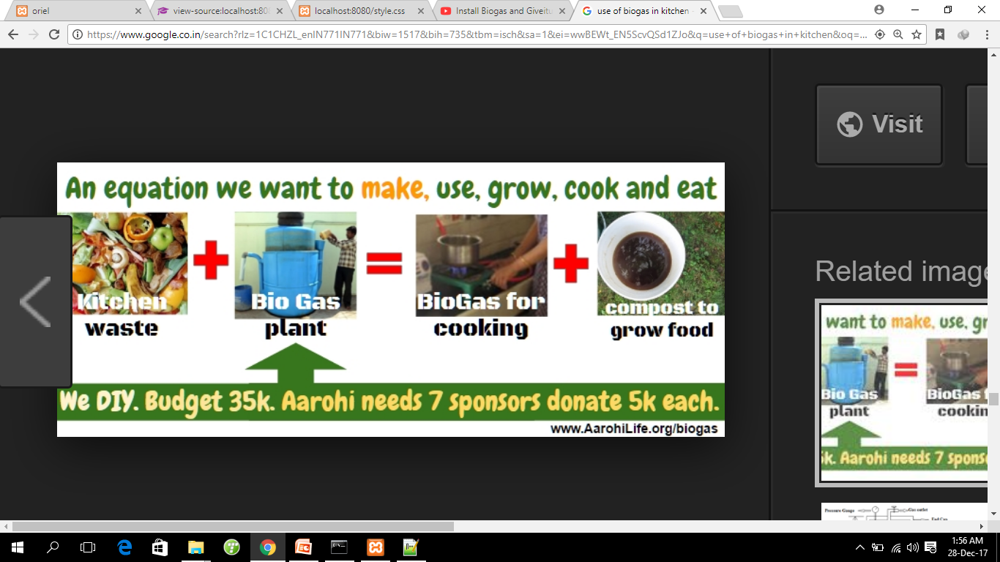 oriel
view-source:localhost:80
localhost:8080/style.css
Install Biogas and Giveitu
use of biogas in kitchen
https://www.google.co.in/search?rlz=1C1CHZL_enIN771IN771&biw=1517&bih=735&tbm=isch&sa=1&ei=wwBEWt_EN5ScvQSd1ZJo&q=use+of+biogas+in+kitchen&oq=...
Visit
An equation we want to make, use, grow, cook and eat
Kitchen
waste
+
Bio Gas
plant
=
BioGas for
cooking
+
compost to
grow food
We DIY. Budget 35k. Aarohi needs 7 sponsors donate 5k each.
www.AarohiLife.org/biogas
Related image
want to make, use, gr
Bio Gas
plant
=
BioGas f
cookin
5k. Aarohi needs 7 spons
Pressure Gauge
Gas outlet
1:56 AM
28-Dec-17